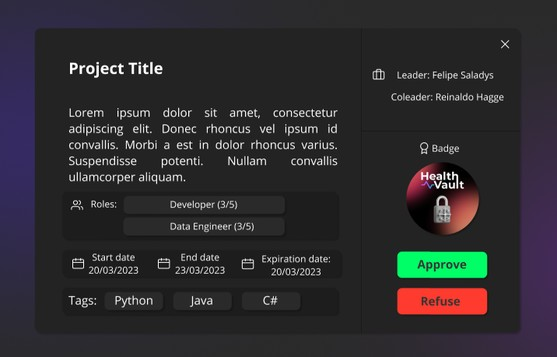 Project Title
Lorem ipsum dolor sit amet, consectetur
adipiscing elit. Donec rhoncus vel ipsum id
convallis. Morbi a est in dolor rhoncus varius.
Suspendisse potenti. Nullam convallis
ullamcorper aliquam.
Roles:
Developer (3/5)
Data Engineer (3/5)
Start date
20/03/2023
End date
23/03/2023
Expiration date:
20/03/2023
Tags:
Python
Java
C#
Leader: Felipe Saladys
Coleader: Reinaldo Hagge
Badge
Health
Vault
Approve
Refuse